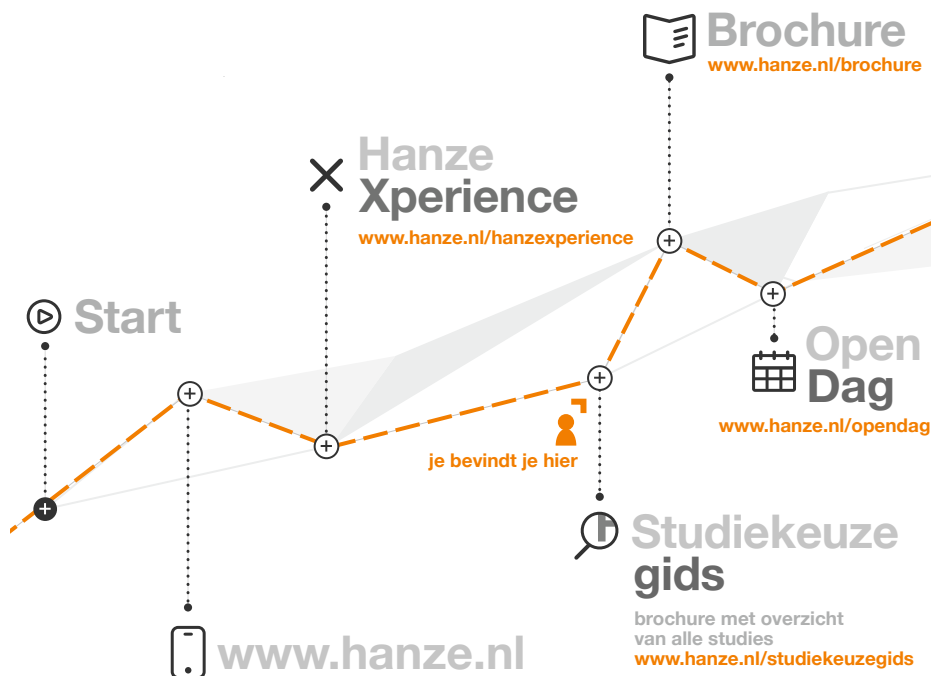 Brochure
www.hanze.nl/brochure
Hanze
Xperience
www.hanze.nl/hanzexperience
Start
Open
Dag
www.hanze.nl/opendag
je bevindt je hier
Studiekeuze
gids
brochure met overzicht
van alle studies
www.hanze.nl/studiekeuzegids
www.hanze.nl